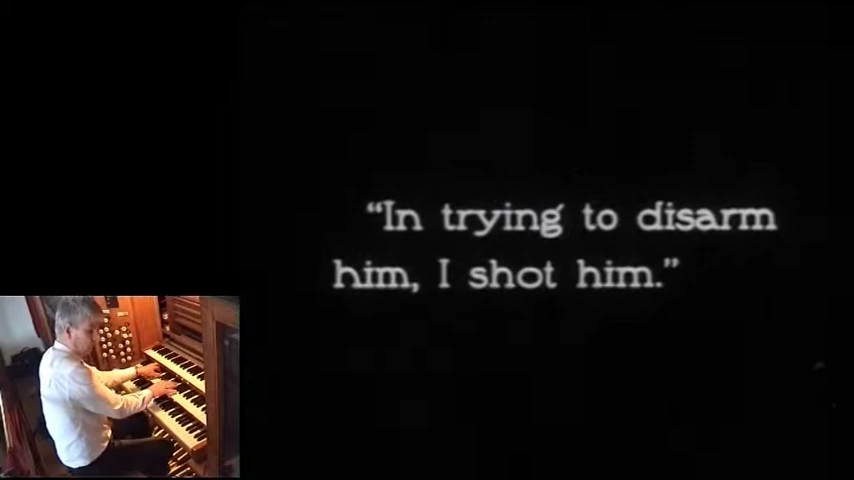 “In trying to disarm
him, I shot him.”